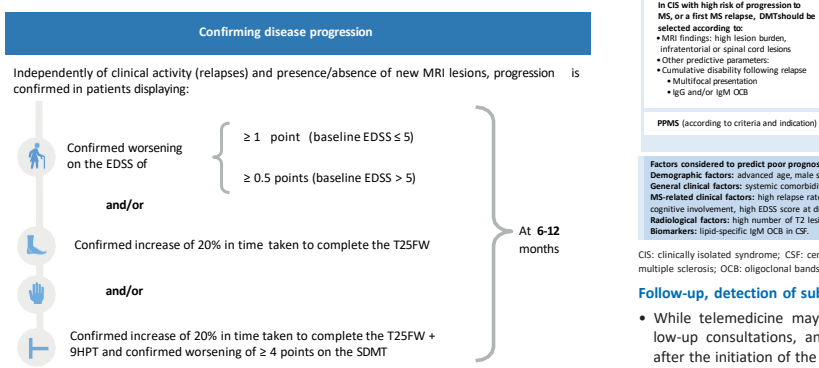 Confirming disease progression
Independently of clinical activity (relapses) and presence/absence of new MRI lesions, progression is
confirmed in patients displaying:
Confirmed worsening
on the EDSS of
≥ 1 point (baseline EDSS ≤ 5)
≥ 0.5 points (baseline EDSS > 5)
and/or
Confirmed increase of 20% in time taken to complete the T25FW
and/or
Confirmed increase of 20% in time taken to complete the T25FW +
9HPT and confirmed worsening of ≥ 4 points on the SDMT
At 6-12
months
In CIS with high risk of progression to
MS, or a first MS relapse, DMTshould be
selected according to:
• MRI findings: high lesion burden,
infratentorial or spinal cord lesions
• Other predictive parameters:
• Cumulative disability following relapse
• Multifocal presentation
• IgG and/or IgM OCB
PPMS (according to criteria and indication)
Factors considered to predict poor prognos
Demographic factors: advanced age, male s
General clinical factors: systemic comorbidit
MS-related clinical factors: high relapse rate
cognitive involvement, high EDSS score at di
Radiological factors: high number of T2 lesi
Biomarkers: lipid-specific IgM OCB in CSF.
CIS: clinically isolated syndrome; CSF: cer
multiple sclerosis; OCB: oligoclonal bands
Follow-up, detection of sub
• While telemedicine may
low-up consultations, an
after the initiation of the